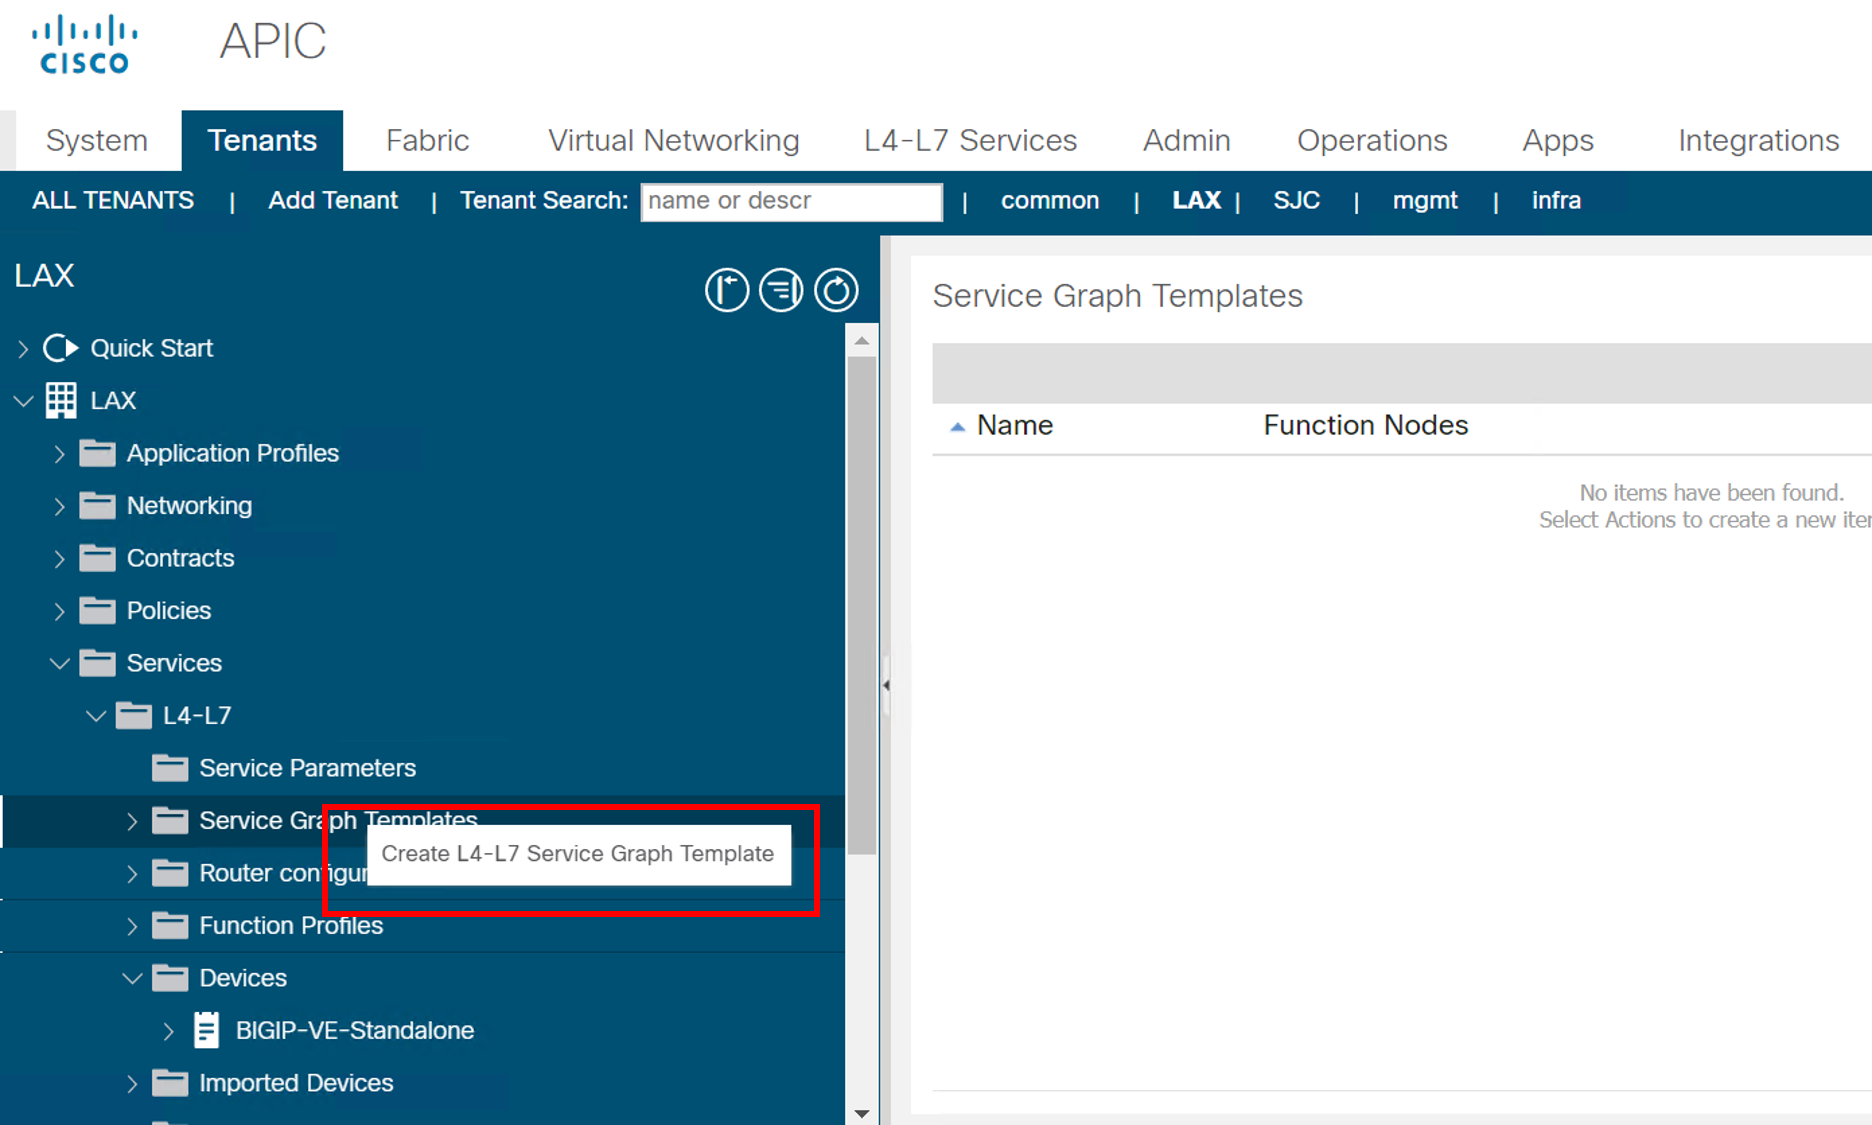 CISCO
APIC
System Tenants Fabric Virtual Networking L4-L7 Services Admin Operations Apps Integrations
ALL TENANTS | Add Tenant | Tenant Search: name or descr | common | LAX | SJC | mgmt | infra
LAX
Quick Start
LAX
Application Profiles
Networking
Contracts
Policies
Services
L4-L7
Service Parameters
Service Graph Templates
Create L4-L7 Service Graph Template
Router configur
Function Profiles
Devices
BIGIP-VE-Standalone
Imported Devices
Service Graph Templates
Name Function Nodes
No items have been found.
Select Actions to create a new iter